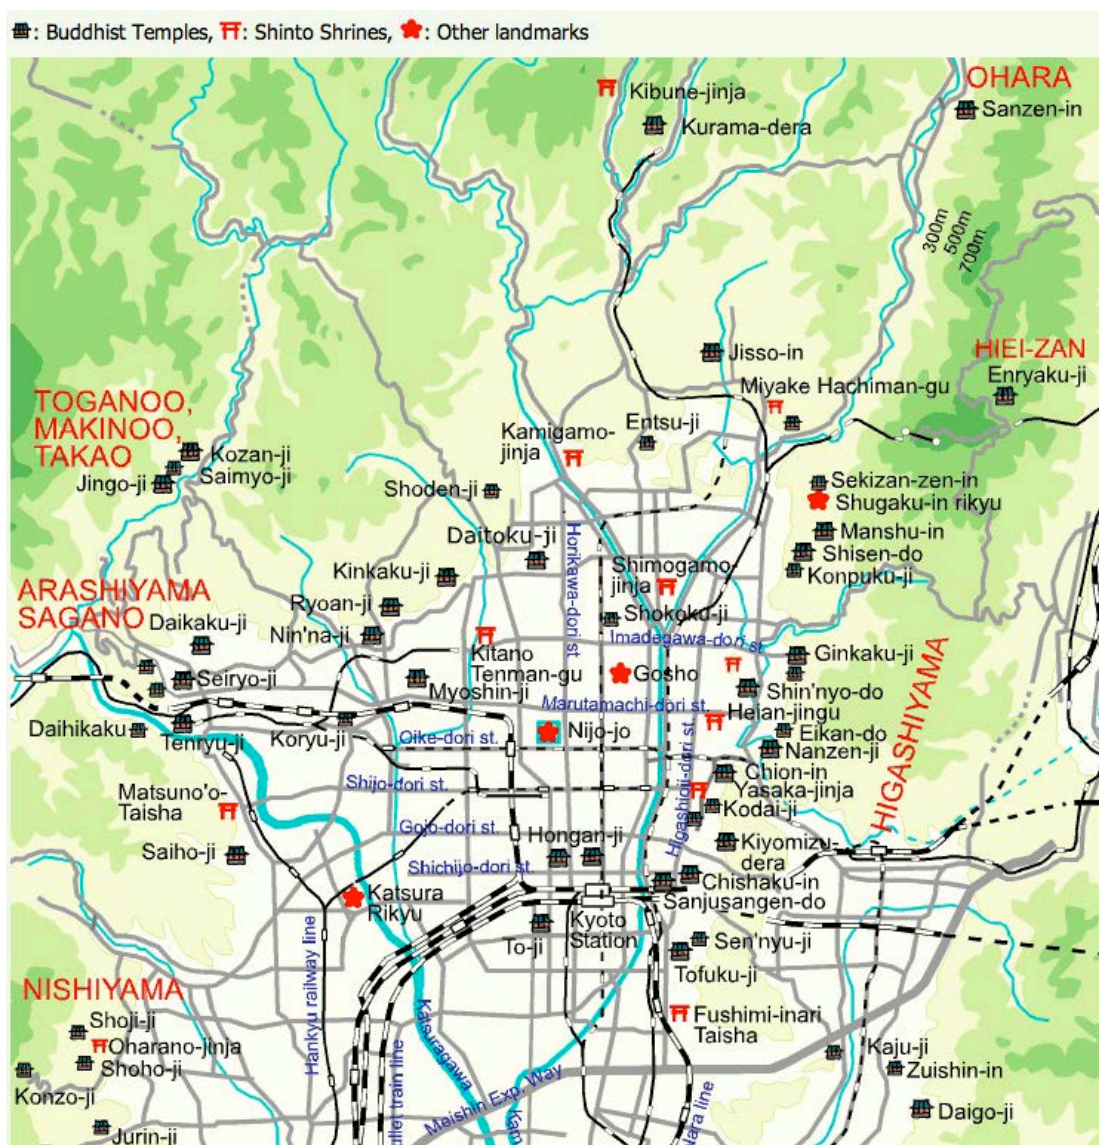 : Buddhist Temples, : Shinto Shrines, : Other landmarks
OHARA
Kibune-jinja
Sanzen-in
Kurama-dera
300m
500m
700m
Jisso-in
HIEI-ZAN
Enryaku-ji
Miyake Hachiman-gu
TOGANOO,
MAKINOO,
TAKAO
Entsu-ji
Kamigamo-
jinja
Kozan-ji
Saimyo-ji
Jingo-ji
Shoden-ji
Sekizan-zen-in
Shugaku-in rikyu
Daitoku-ji
Horikawa-dori st
Manshu-in
Shisen-do
Konpuku-ji
Kinkaku-ji
Shimogamo-
jinja
ARASHIYAMA
SAGANO
Ryoan-ji
Shokoku-ji
Daikaku-ji
Nin'na-ji
Imadegawa-dori st.
Kitano
Tenman-gu
Ginkaku-ji
HIGASHIYAMA
Seiryo-ji
Myoshin-ji
Gosho
Shin'nyo-do
Marutamachi-dori st.
Heian-jingu
Daihikaku
Tenryu-ji
Koryu-ji
Oike-dori st.
Nijo-jo
Eikan-do
Nanzen-ji
Higashioji-dori st.
Shijo-dori st.
Chion-in
Yasaka-jinja
Matsuno'o-
Taisha
Kodai-ji
Gojo-dori st.
Hongan-ji
Kiyomizu-
dera
Saiho-ji
Shichijo-dori st.
Chishaku-in
Sanjusangen-do
Katsura
Rikyu
Kyoto
Station
To-ji
Sen'nyu-ji
Tofuku-ji
Hankyu railway line
NISHIYAMA
Shoji-ji
Oharano-jinja
Shoho-ji
Konzo-ji
Katsuragawa
Fushimi-inari
Taisha
Kaju-ji
Zuishin-in
Meishin Exp. Way
Daigo-ji
Jurin-ji
train line
line